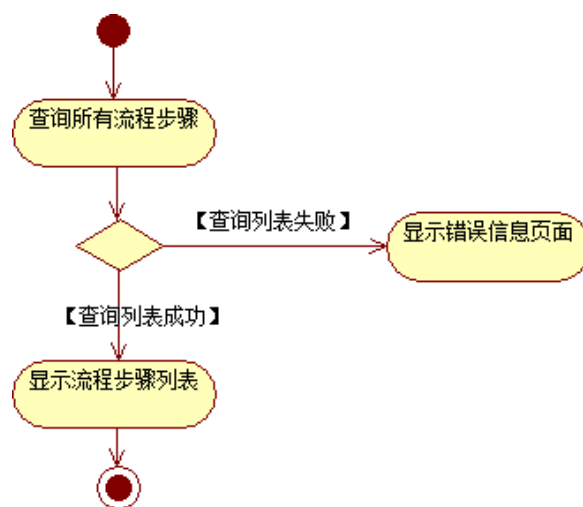 查询所有流程步骤
【查询列表失败】
显示错误信息页面
【查询列表成功】
显示流程步骤列表